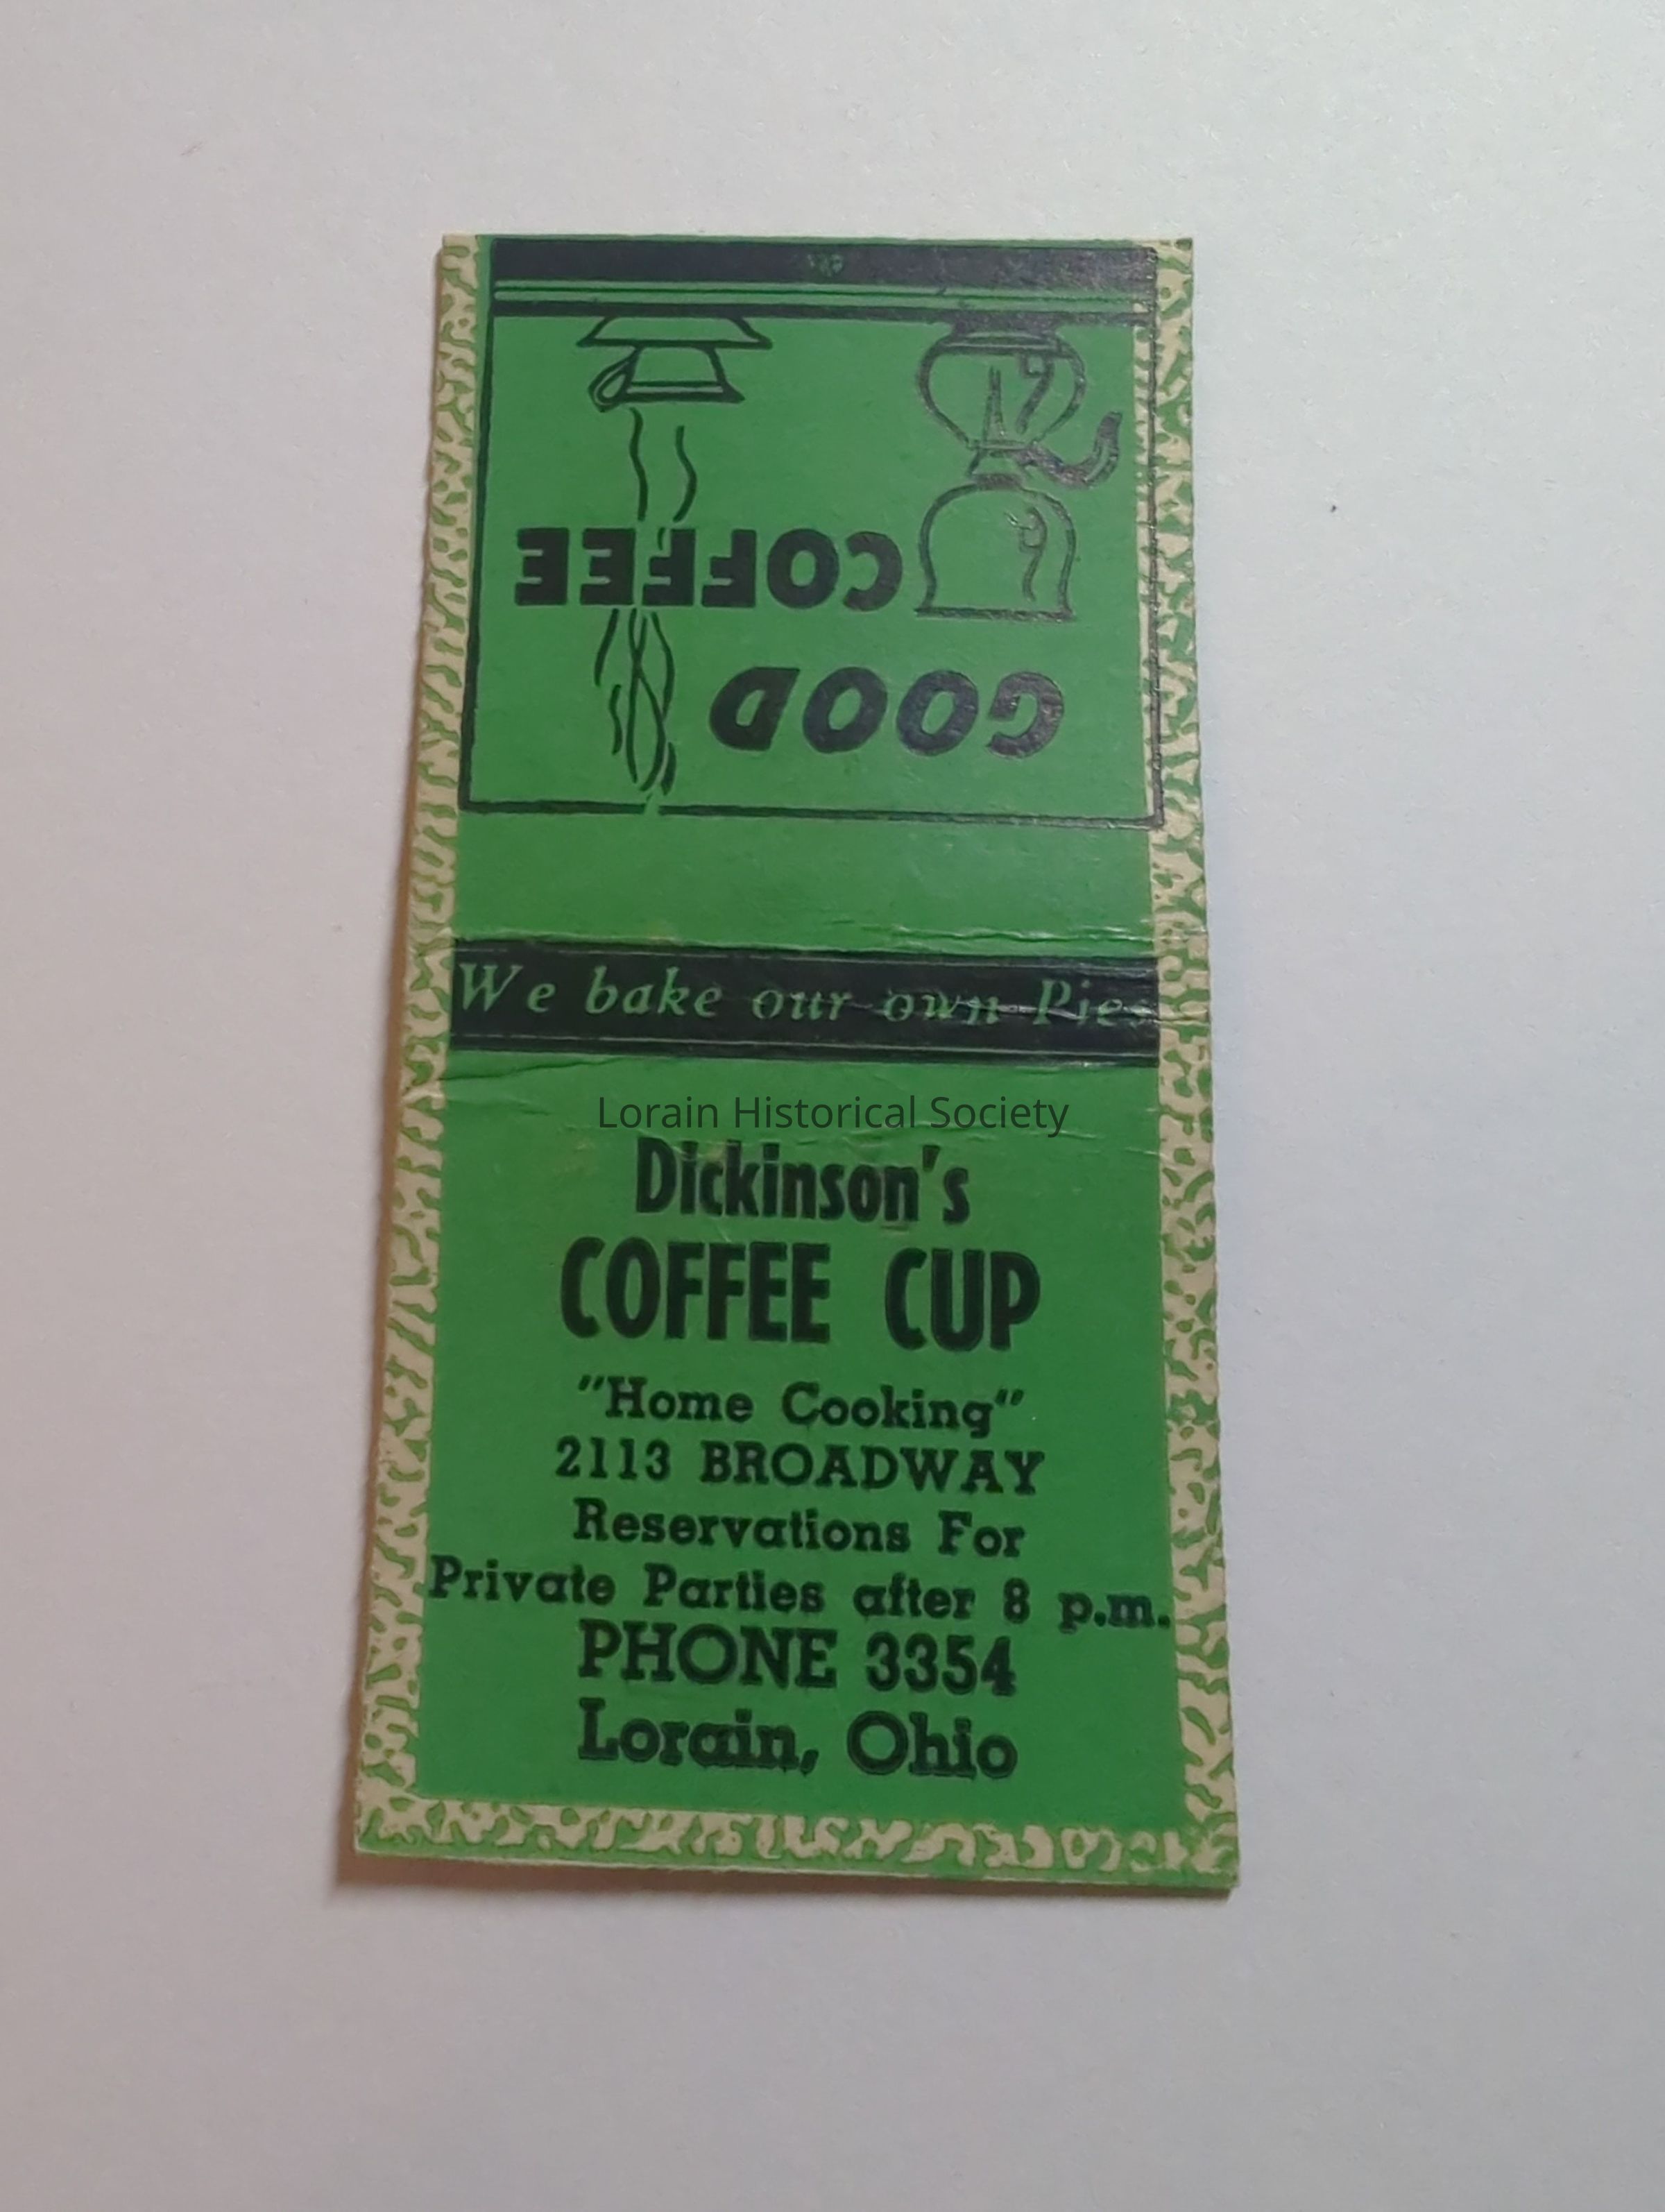 GOOD
COFFEE
We bake our own Pies
Lorain Historical Society
Dickinson's
COFFEE CUP
"Home Cooking"
2113 BROADWAY
Reservations For
Private Parties after 8 p.m.
PHONE 3354
Lorain, Ohio